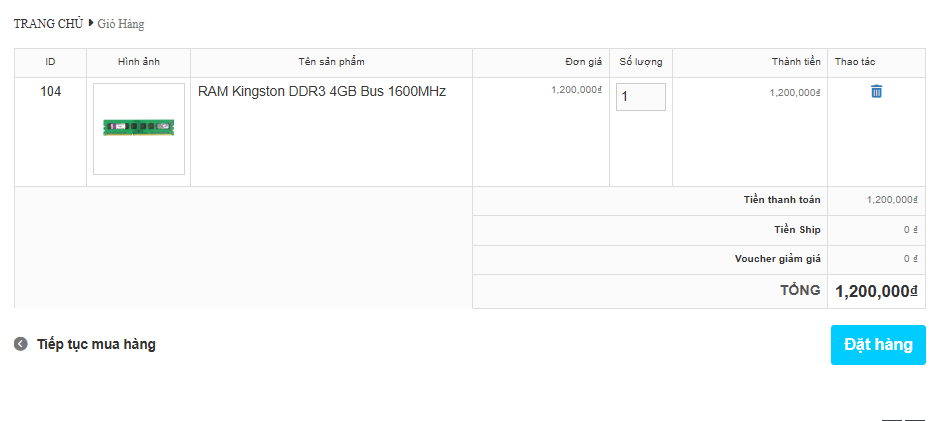 TRANG CHỦ Giỏ Hàng
ID Hình ảnh Tên sản phẩm Đơn giá Số lượng Thành tiền Thao tác
104 RAM Kingston DDR3 4GB Bus 1600MHz 1,200,000₫ 1 1,200,000₫
Tiền thanh toán 1,200,000₫
Tiền Ship 0 ₫
Voucher giảm giá 0 ₫
TỔNG 1,200,000₫
Tiếp tục mua hàng Đặt hàng